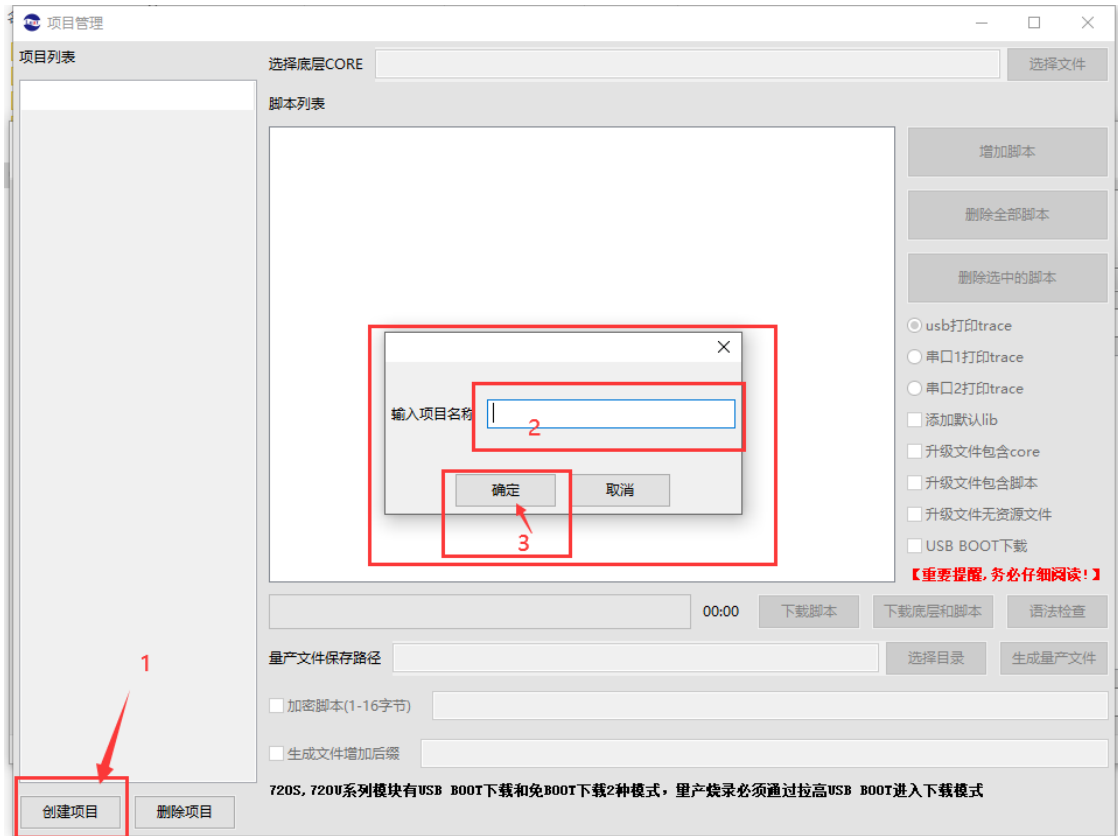 项目管理
项目列表
选择底层CORE
选择文件
脚本列表
增加脚本
删除全部脚本
删除选中的脚本
usb打印trace
串口1打印trace
串口2打印trace
添加默认lib
升级文件包含core
升级文件包含脚本
升级文件无资源文件
USB BOOT下载
【重要提醒,务必仔细阅读!】
输入项目名称
2
确定
取消
3
00:00
下载脚本
下载底层和脚本
语法检查
1
量产文件保存路径
选择目录
生成量产文件
加密脚本(1-16字节)
生成文件增加后缀
创建项目
删除项目
720S,720U系列模块有USB BOOT下载和免BOOT下载2种模式，量产烧录必须通过拉高USB BOOT进入下载模式